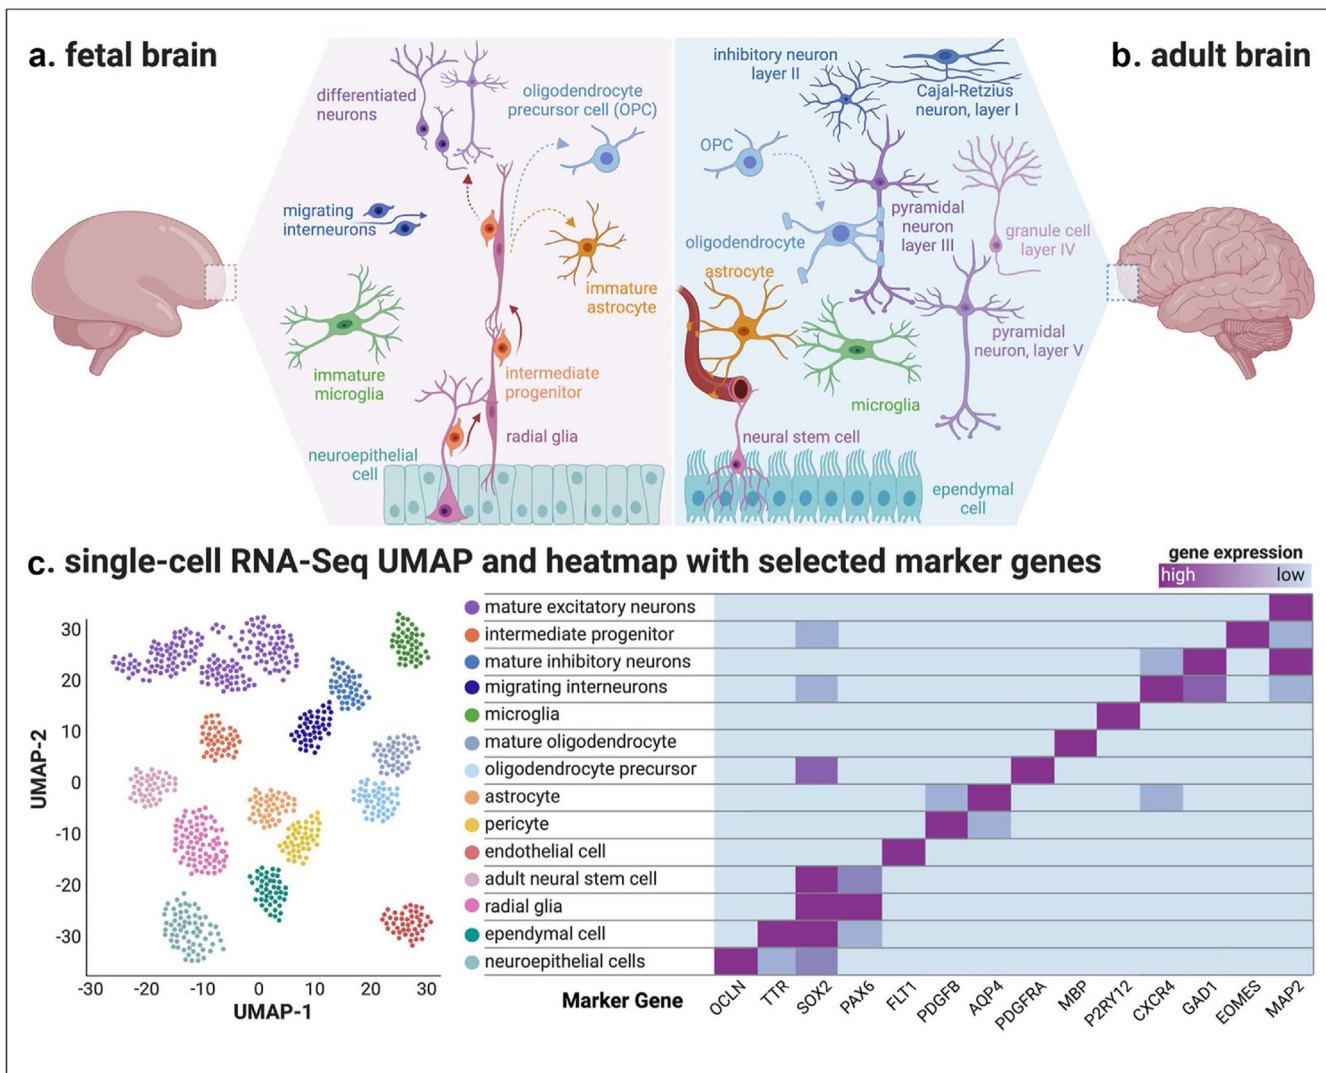 a. fetal brain
differentiated
neurons
oligodendrocyte
precursor cell (OPC)
migrating
interneurons
immature
astrocyte
immature
microglia
intermediate
progenitor
radial glia
neuroepithelial
cell
b. adult brain
inhibitory neuron
layer II
Cajal-Retzius
neuron, layer I
OPC
pyramidal
neuron
layer III
granule cell
layer IV
oligodendrocyte
astrocyte
pyramidal
neuron, layer V
microglia
neural stem cell
ependymal
cell
c. single-cell RNA-Seq UMAP and heatmap with selected marker genes
gene expression
high low
30
20
10
0
-10
-20
-30
UMAP-2
-30 -20 -10 0 10 20 30
UMAP-1
mature excitatory neurons
intermediate progenitor
mature inhibitory neurons
migrating interneurons
microglia
mature oligodendrocyte
oligodendrocyte precursor
astrocyte
pericyte
endothelial cell
adult neural stem cell
radial glia
ependymal cell
neuroepithelial cells
Marker Gene
OCLN
TTR
SOX2
PAX6
FLT1
PDGFB
AQP4
PDGFRA
MBP
P2RY12
CXCR4
GAD1
EOMES
MAP2